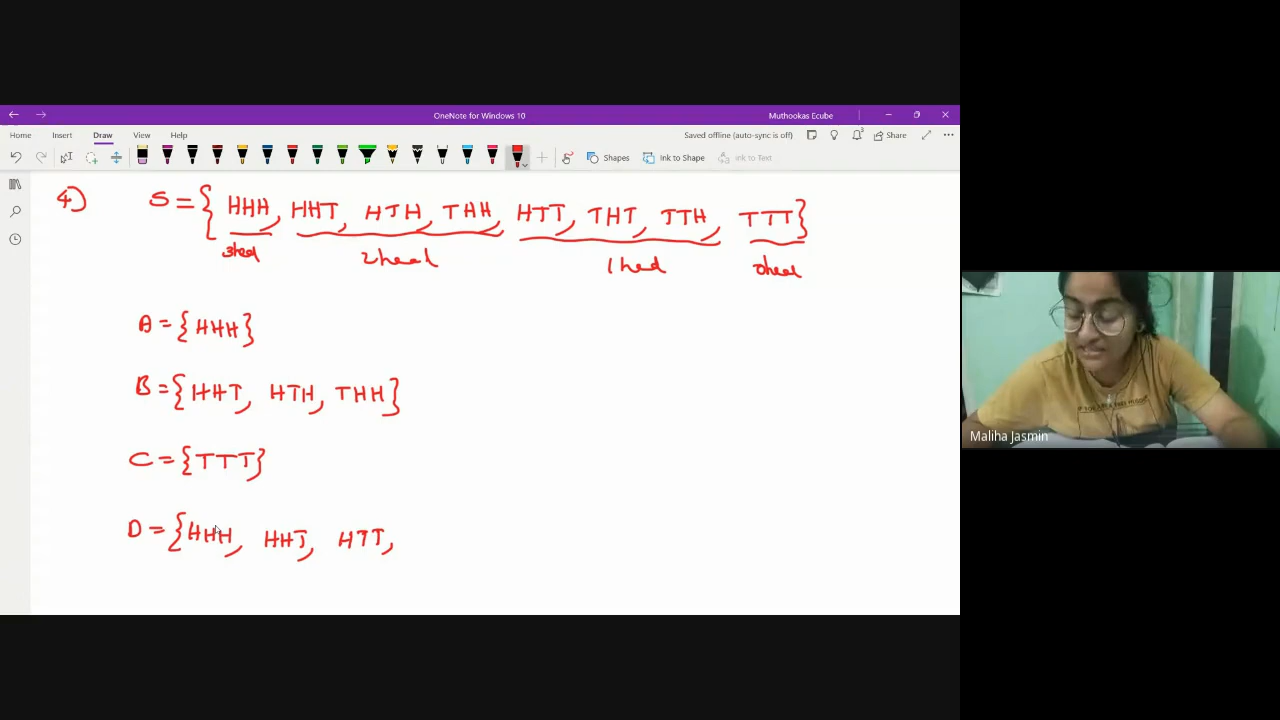 OneNote for Windows 10
Muthookas Ecube
Home Insert Draw View Help
Saved offline (auto-sync is off)
Share
Shapes
Ink to Shape
Ink to Text
4) S = {HHH, HHT, HTH, THH, HTT, THT, TTH, TTT}
3hed 2head 1hed 0head
A = {HHH}
B = {HHT, HTH, THH}
C = {TTT}
D = {HHH, HHT, HTT,
Maliha Jasmin